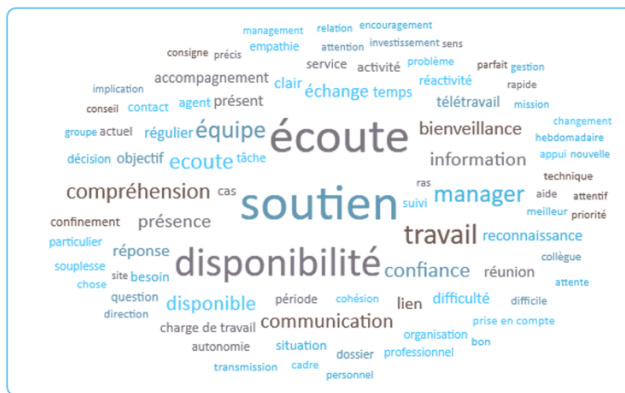 management relation encouragement
consigne précis empathie attention investissement sens
service activité problème parfait gestion
accompagnement clair réactivité rapide
implication échange temps
conseil contact agent présent télétravail mission
groupe actuel régulier équipe écoute bienveillance changement
hebdomadaire
décision objectif ecoute tâche information appui nouvelle
compréhension cas soutien ras manager technique
aide attentif
suivi meilleur priorité
confinement présence travail reconnaissance
particulier réponse disponibilité confiance réunion collègue
souplesse site besoin attente
chose
question disponible période cohésion lien difficulté difficile
direction charge de travail communication prise en compte
autonomie situation organisation bon
dossier professionnel
transmission cadre personnel